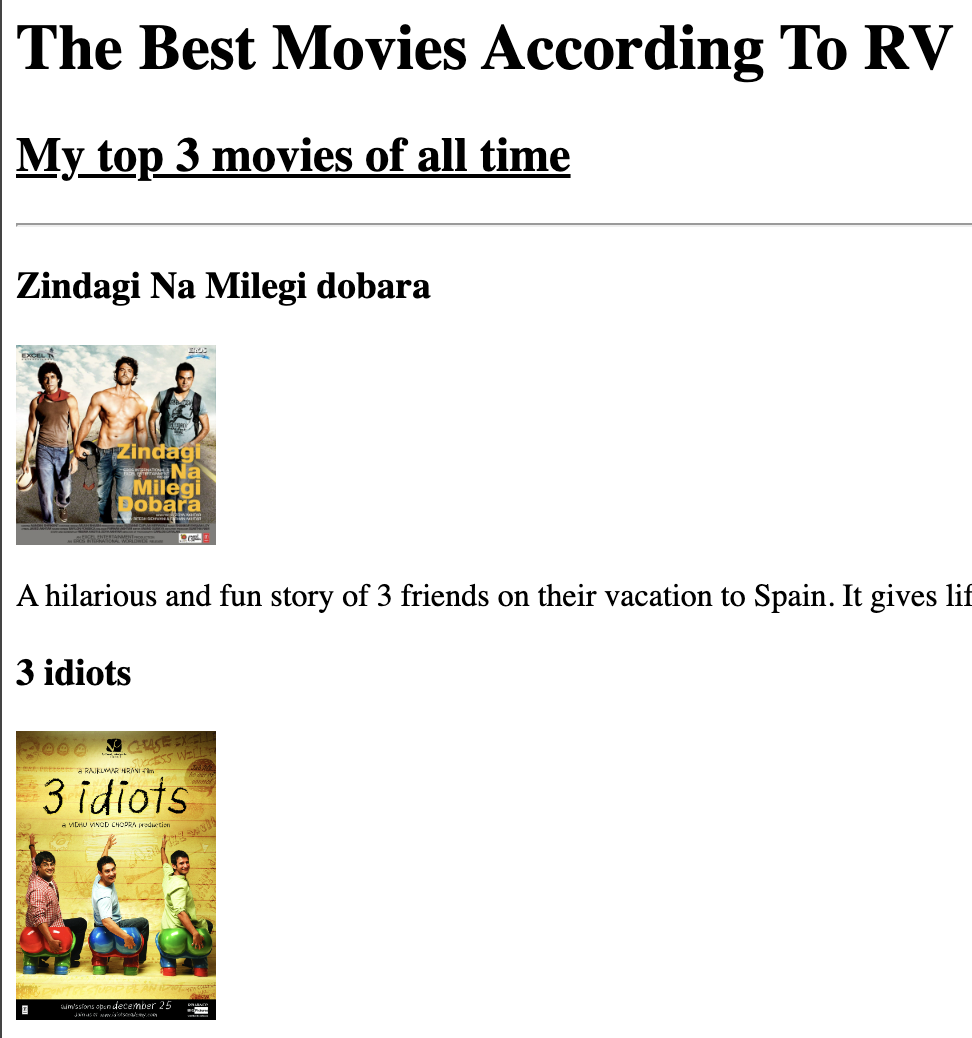 The Best Movies According To RV
My top 3 movies of all time
Zindagi Na Milegi dobara
EXCEL
EROS
Zindagi
Na
Milegi
Dobara
A hilarious and fun story of 3 friends on their vacation to Spain. It gives lif
3 idiots
a RAJKUMAR HIRANI film
3 idiots
a VIDHU VINOD CHOPRA production
admissions open december 25